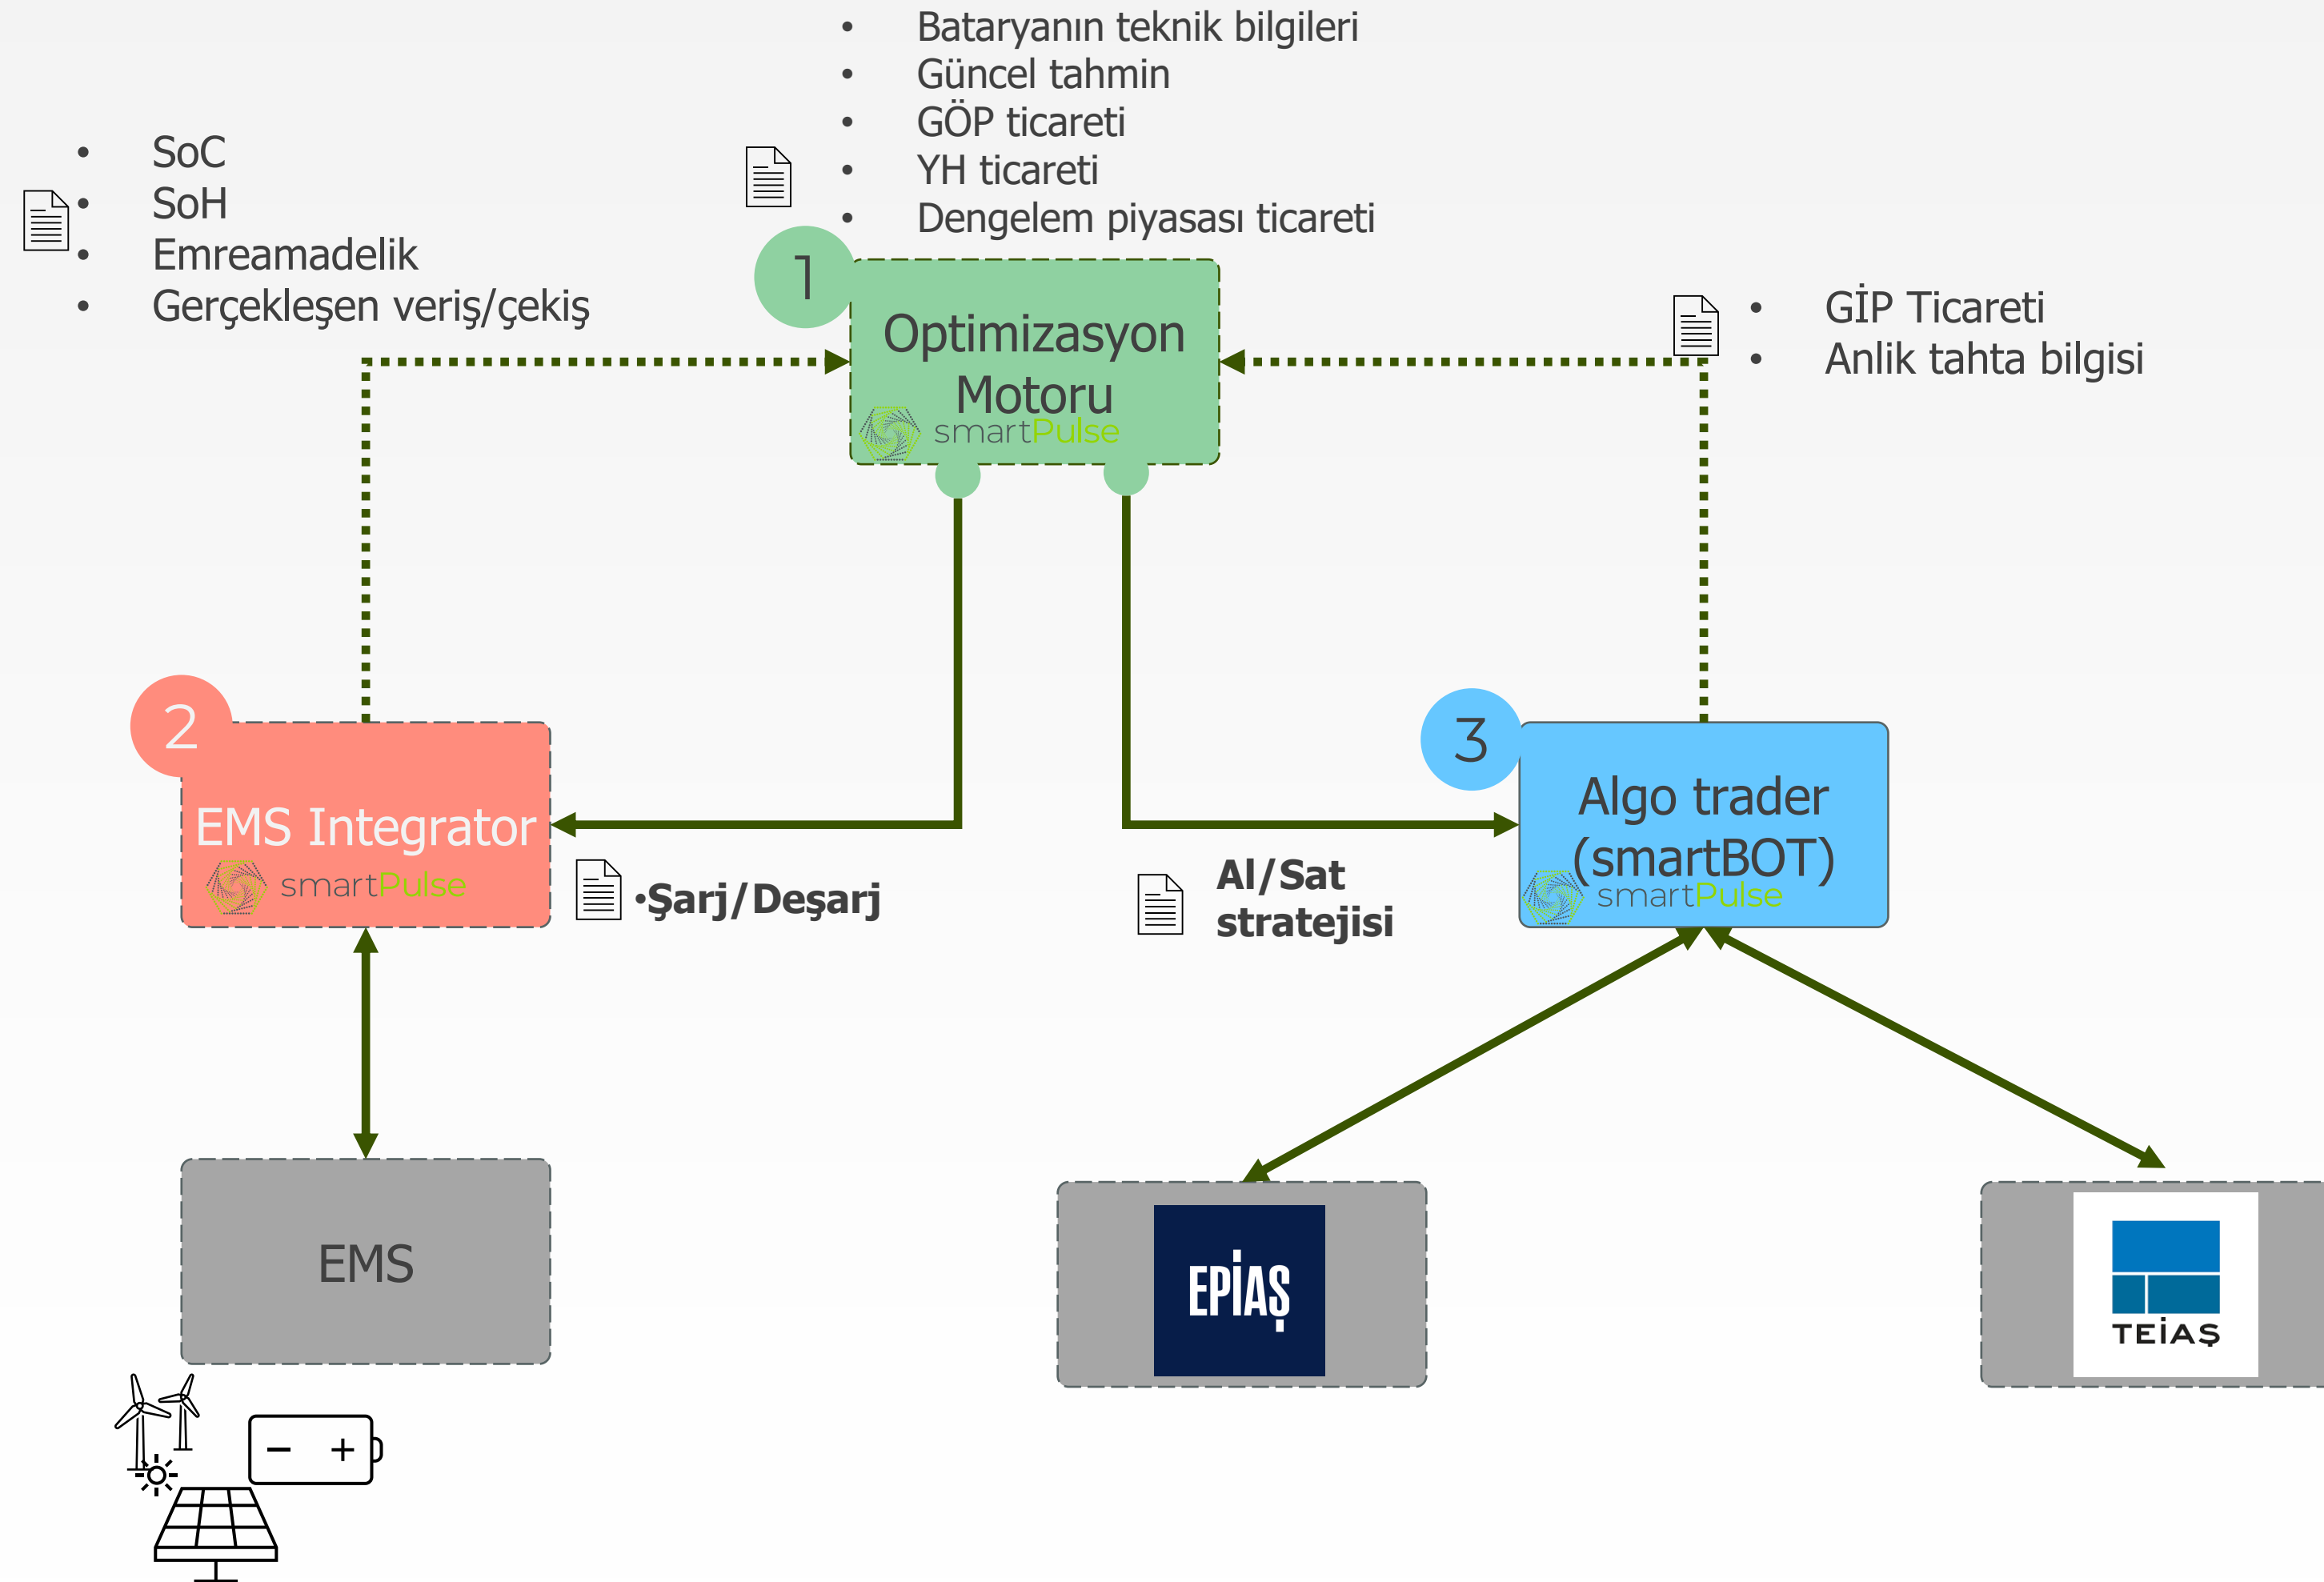 • Bataryanın teknik bilgileri
• Güncel tahmin
• GÖP ticareti
• YH ticareti
• Dengelem piyasası ticareti
• SoC
• SoH
• Emreamadelik
• Gerçekleşen veriş/çekiş
1
Optimizasyon
Motoru
smartPulse
• GİP Ticareti
• Anlik tahta bilgisi
2
EMS Integrator
smartPulse
•Şarj/Deşarj
Al/Sat
stratejisi
3
Algo trader
(smartBOT)
smartPulse
EMS
EPİAŞ
TEİAŞ
− +